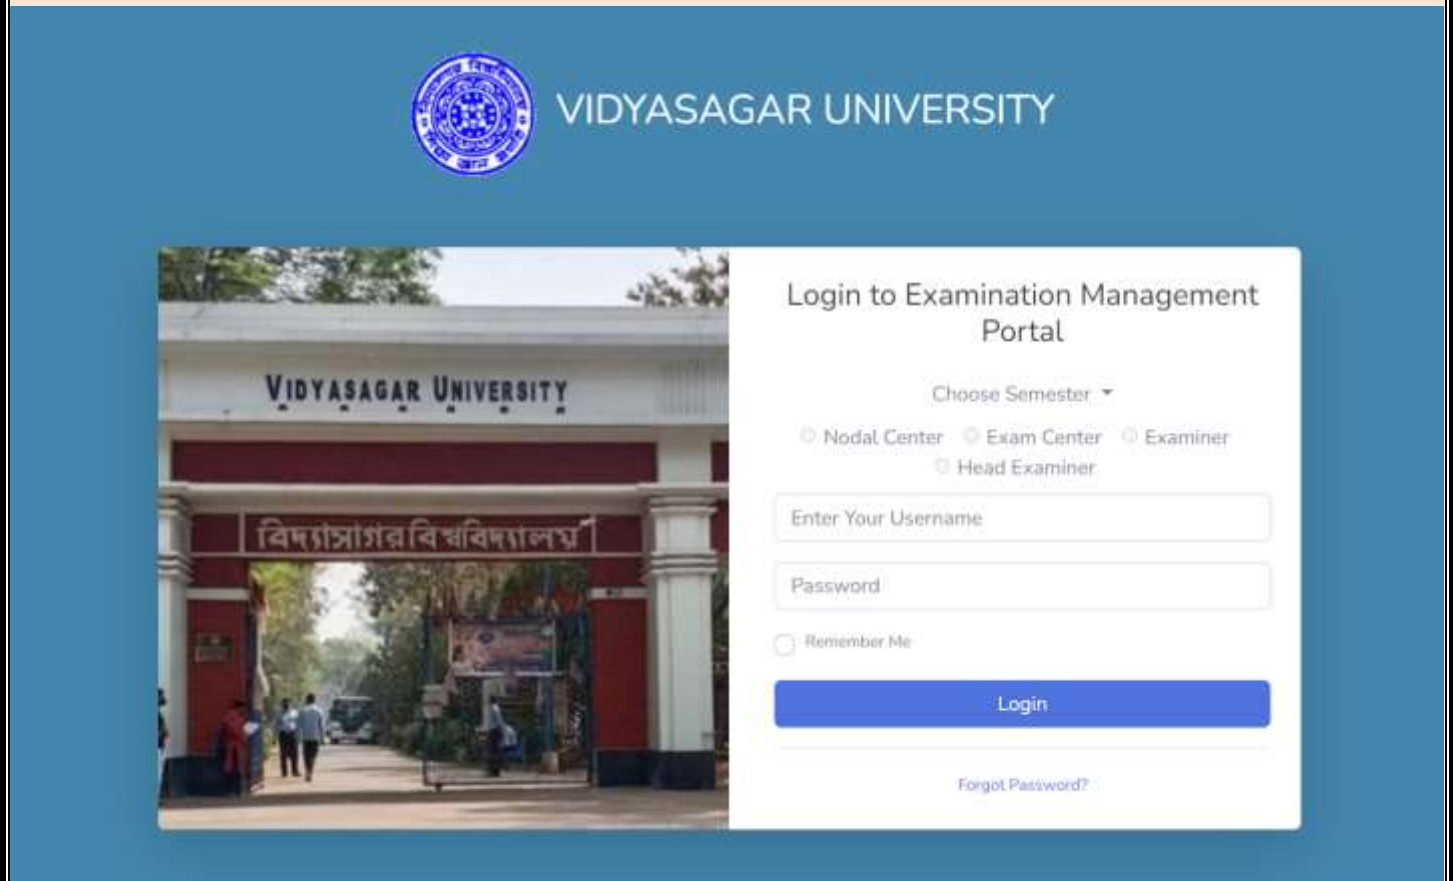 VIDYASAGAR UNIVERSITY
VIDYASAGAR UNIVERSITY
বিদ্যাসাগর বিশ্ববিদ্যালয়
Login to Examination Management
Portal
Choose Semester
Nodal Center Exam Center Examiner
Head Examiner
Enter Your Username
Password
Remember Me
Login
Forgot Password?